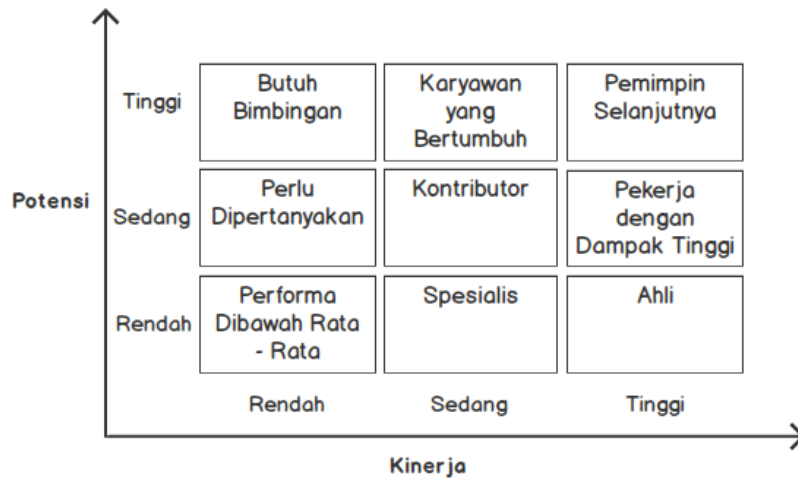 Tinggi
Butuh
Bimbingan
Karyawan
yang
Bertumbuh
Pemimpin
Selanjutnya
Potensi
Sedang
Perlu
Dipertanyakan
Kontributor
Pekerja
dengan
Dampak Tinggi
Rendah
Performa
Dibawah Rata
- Rata
Spesialis
Ahli
Rendah
Sedang
Tinggi
Kinerja